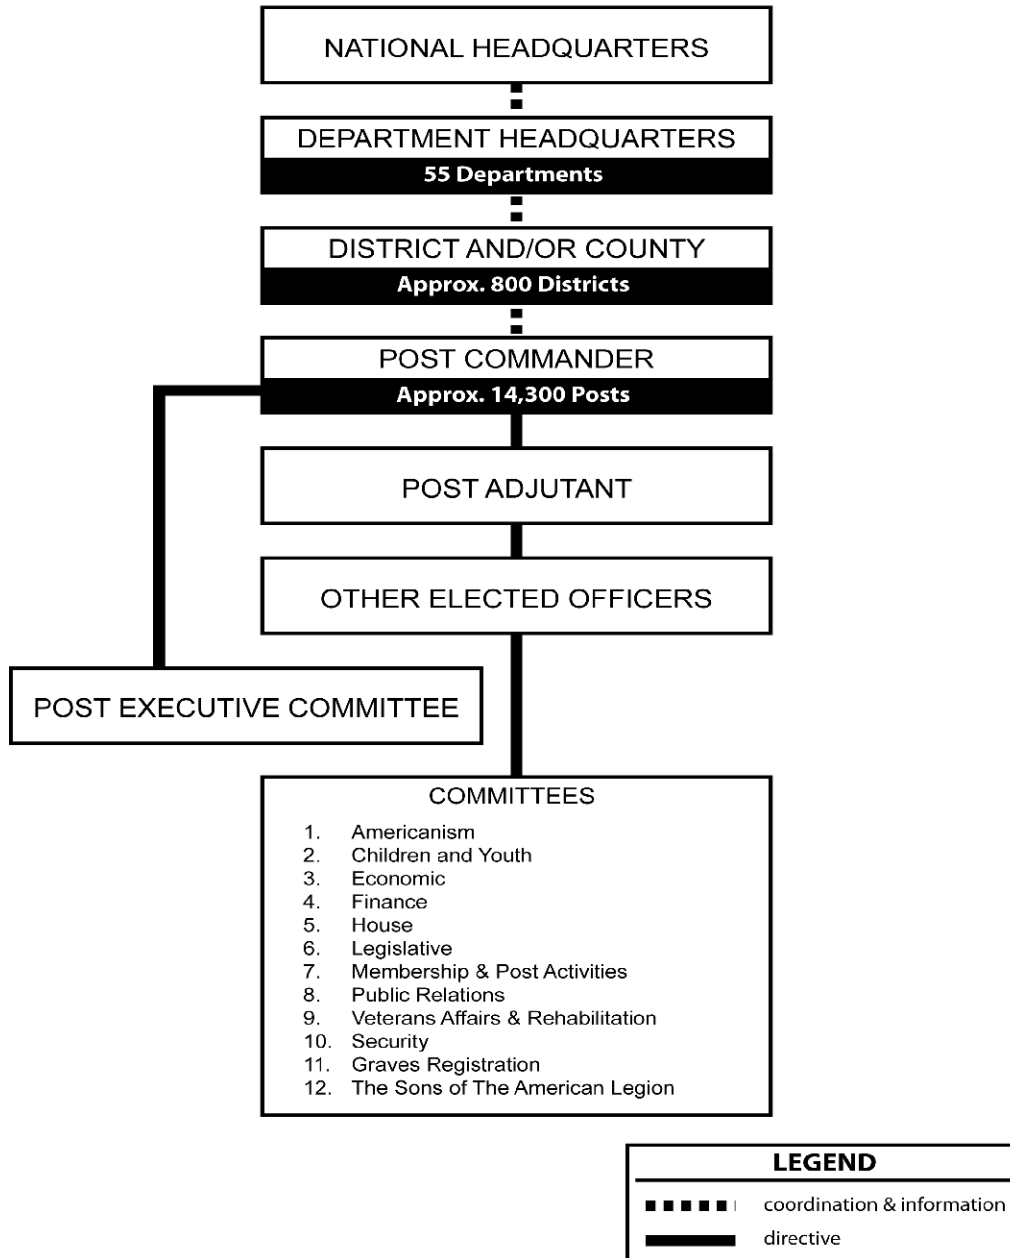 NATIONAL HEADQUARTERS
DEPARTMENT HEADQUARTERS
55 Departments
DISTRICT AND/OR COUNTY
Approx. 800 Districts
POST COMMANDER
Approx. 14,300 Posts
POST ADJUTANT
OTHER ELECTED OFFICERS
POST EXECUTIVE COMMITTEE
COMMITTEES
1. Americanism
2. Children and Youth
3. Economic
4. Finance
5. House
6. Legislative
7. Membership & Post Activities
8. Public Relations
9. Veterans Affairs & Rehabilitation
10. Security
11. Graves Registration
12. The Sons of The American Legion
LEGEND
coordination & information
directive